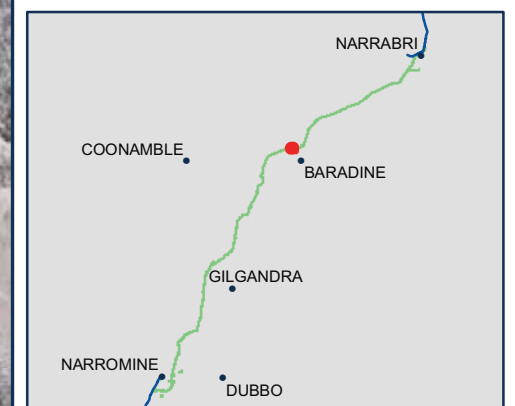 NARRABRI
COONAMBLE
BARADINE
GILGANDRA
NARROMINE
DUBBO